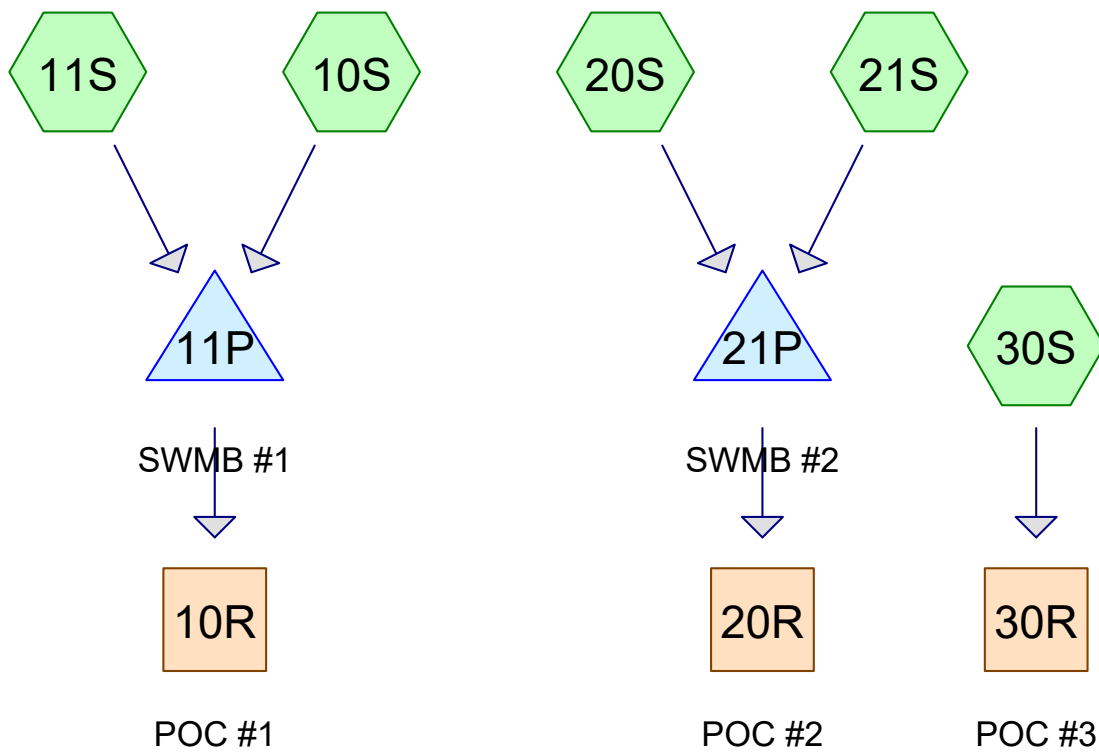 11S 10S 20S 21S
11P 21P 30S
SWMB #1 SWMB #2
10R 20R 30R
POC #1 POC #2 POC #3